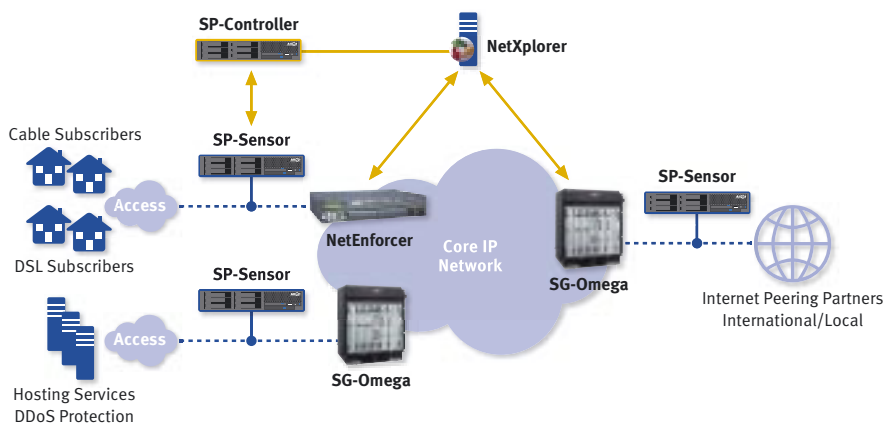 SP-Controller
NetXplorer
Cable Subscribers
SP-Sensor
SP-Sensor
Access
NetEnforcer
Core IP
Network
DSL Subscribers
SP-Sensor
SG-Omega
Internet Peering Partners
International/Local
Access
SG-Omega
Hosting Services
DDoS Protection